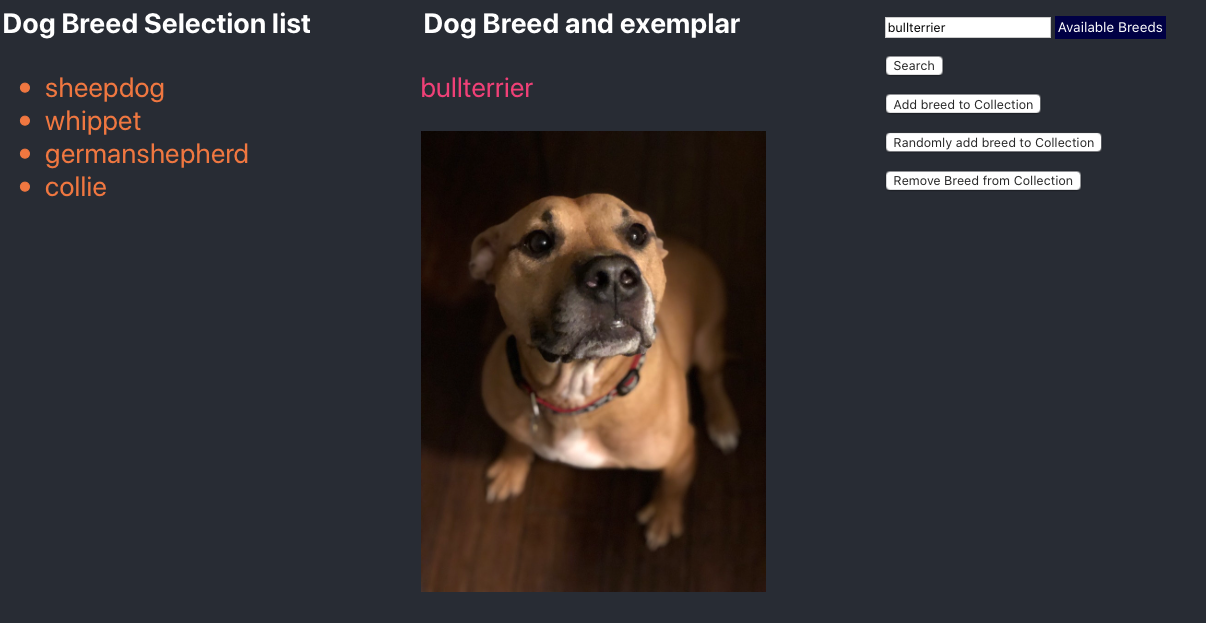 Dog Breed Selection list
sheepdog
whippet
germanshepherd
collie
Dog Breed and exemplar
bullterrier
bullterrier Available Breeds
Search
Add breed to Collection
Randomly add breed to Collection
Remove Breed from Collection